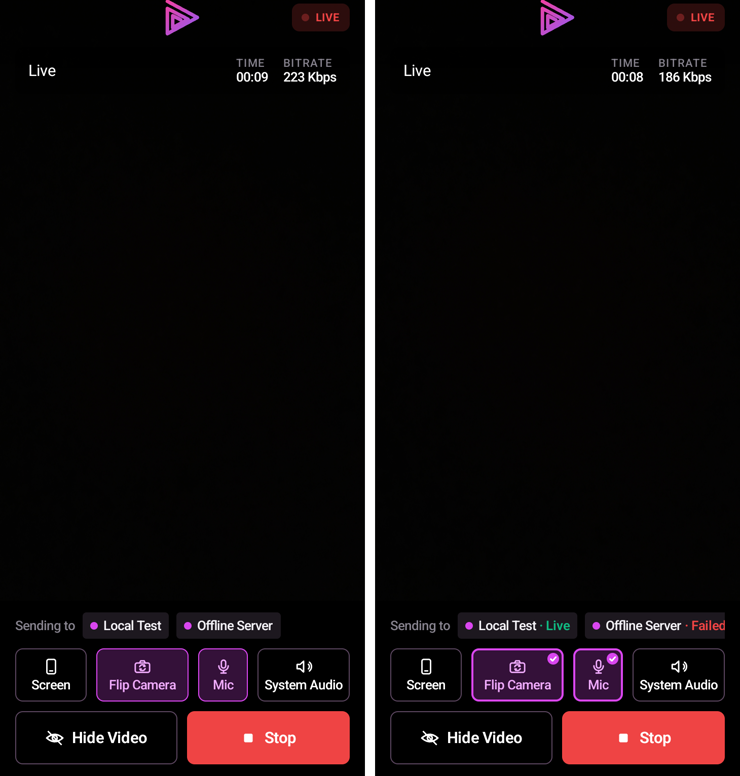 LIVE
Live
TIME
00:09
BITRATE
223 Kbps
Sending to
Local Test
Offline Server
Screen
Flip Camera
Mic
System Audio
Hide Video
Stop
LIVE
Live
TIME
00:08
BITRATE
186 Kbps
Sending to
Local Test · Live
Offline Server · Failed
Screen
Flip Camera
Mic
System Audio
Hide Video
Stop